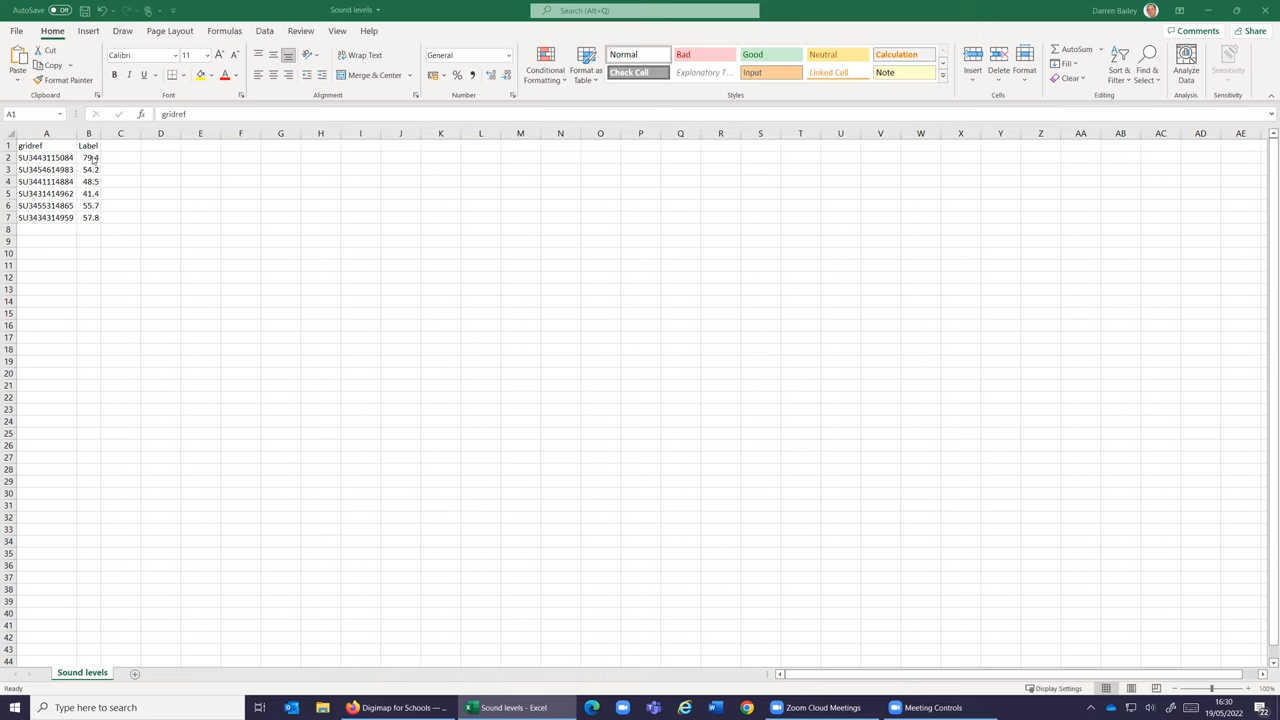 AutoSave Off Sound levels Search (Alt+Q) Darren Bailey
File Home Insert Draw Page Layout Formulas Data Review View Help Comments Share
Paste Cut Copy Format Painter Clipboard
Calibri 11 A A B I U A Font
Wrap Text Merge & Center Alignment
General % Number
Conditional Formatting Format as Table
Normal Bad Good Neutral Calculation
Check Cell Explanatory T... Input Linked Cell Note
Styles
Insert Delete Format Cells
AutoSum Fill Clear Sort & Filter Find & Select Editing
Analyze Data Analysis
Sensitivity Sensitivity
A1 fx gridref
A B C D E F G H I J K L M N O P Q R S T U V W X Y Z AA AB AC AD AE
1 gridref Label
2 SU3443115084 79.4
3 SU3454614983 54.2
4 SU3441114884 48.5
5 SU3431414962 41.4
6 SU3455314865 55.7
7 SU3434314959 57.8
8
9
10
11
12
13
14
15
16
17
18
19
20
21
22
23
24
25
26
27
28
29
30
31
32
33
34
35
36
37
38
39
40
41
42
43
44
Sound levels
Ready Display Settings 100%
Type here to search Digimap for Schools — ... Sound levels - Excel Zoom Cloud Meetings Meeting Controls 16:30
19/05/2022 22